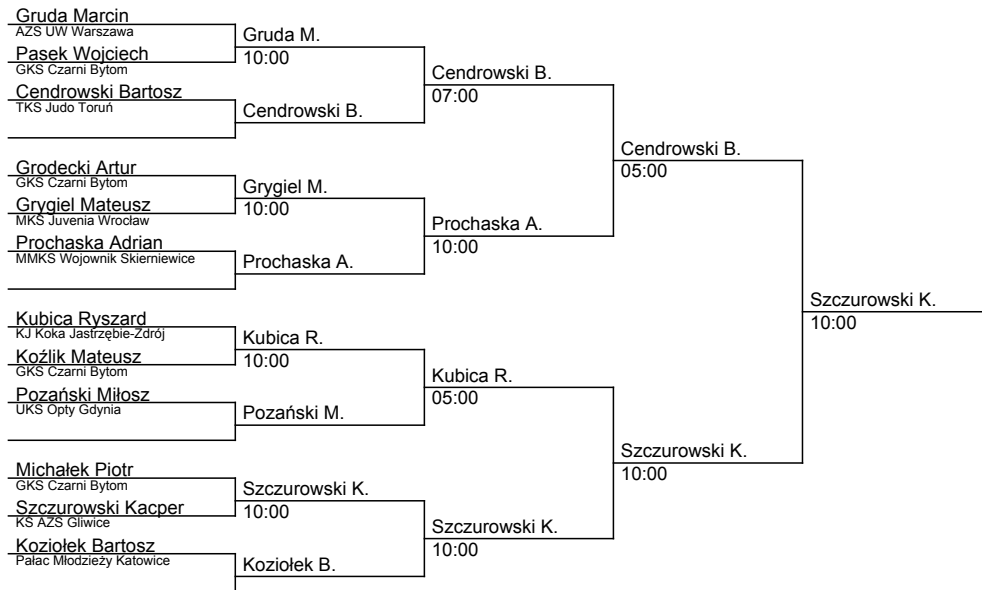 Gruda Marcin
AZS UW Warszawa
Pasek Wojciech
GKS Czarni Bytom
Cendrowski Bartosz
TKS Judo Toruń
Grodecki Artur
GKS Czarni Bytom
Grygiel Mateusz
MKS Juvenia Wrocław
Prochaska Adrian
MMKS Wojownik Skierniewice
Kubica Ryszard
KJ Koka Jastrzębie-Zdrój
Koźlik Mateusz
GKS Czarni Bytom
Pozański Miłosz
UKS Opty Gdynia
Michałek Piotr
GKS Czarni Bytom
Szczurowski Kacper
KS AZS Gliwice
Koziołek Bartosz
Pałac Młodzieży Katowice
Gruda M.
10:00
Cendrowski B.
Grygiel M.
10:00
Prochaska A.
Kubica R.
10:00
Pozański M.
Szczurowski K.
10:00
Koziołek B.
Cendrowski B.
07:00
Prochaska A.
10:00
Kubica R.
05:00
Szczurowski K.
10:00
Cendrowski B.
05:00
Szczurowski K.
10:00
Szczurowski K.
10:00